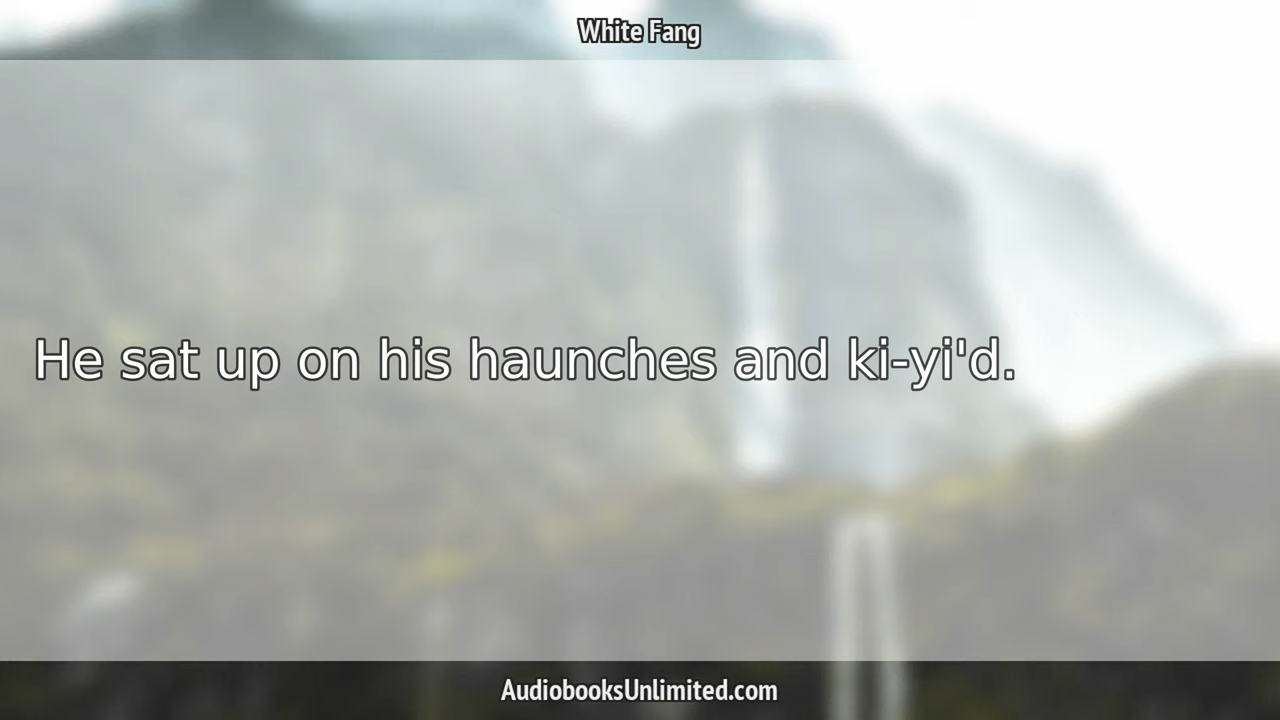 White Fang
He sat up on his haunches and ki-yi'd.
AudiobooksUnlimited.com